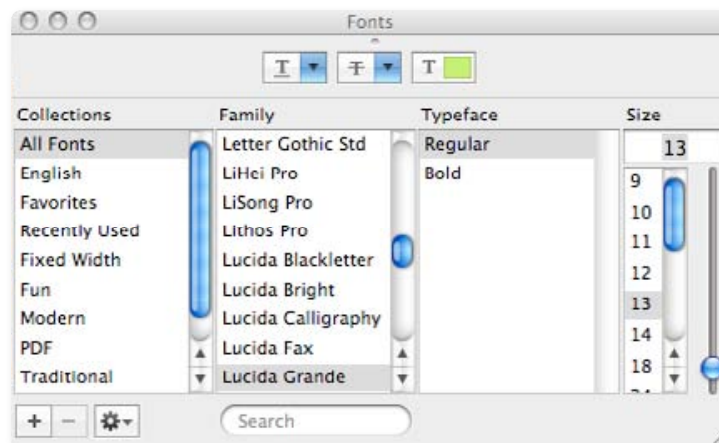 Fonts
T T T
Collections Family Typeface Size
All Fonts Letter Gothic Std Regular 13
English LiHei Pro Bold 9
Favorites LiSong Pro 10
Recently Used Lithos Pro 11
Fixed Width Lucida Blackletter 12
Fun Lucida Bright 13
Modern Lucida Calligraphy 14
PDF Lucida Fax 18
Traditional Lucida Grande
Search